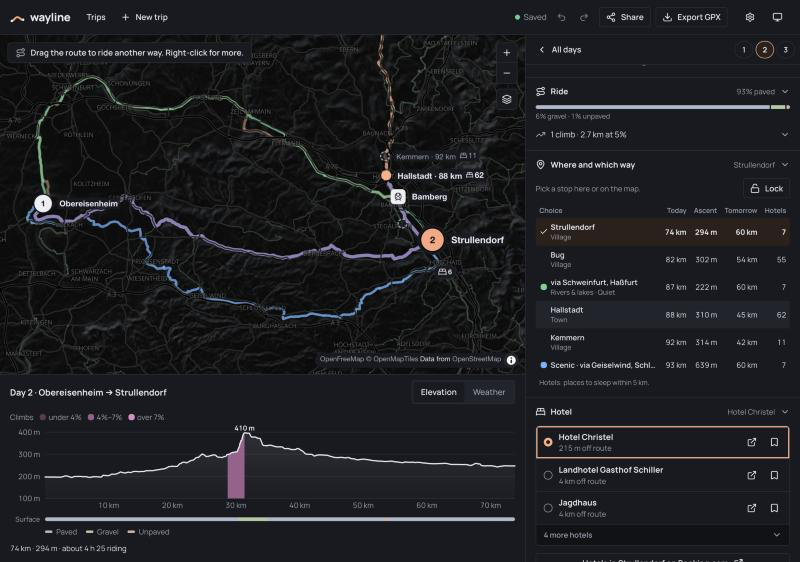 wayline
Trips
New trip
Saved
Share
Export GPX
Drag the route to ride another way. Right-click for more.
Kemmern · 92 km 11
Hallstadt · 88 km 62
Bamberg
1
Obereisenheim
2
Strullendorf
6
OpenFreeMap © OpenMapTiles Data from OpenStreetMap
Day 2 · Obereisenheim → Strullendorf
Elevation
Weather
Climbs
under 4%
4%–7%
over 7%
410 m
400 m
300 m
200 m
100 m
10 km
20 km
30 km
40 km
50 km
60 km
70 km
Surface
Paved
Gravel
Unpaved
74 km · 294 m · about 4 h 25 riding
All days
1
2
3
Ride
93% paved
6% gravel · 1% unpaved
1 climb · 2.7 km at 5%
Where and which way
Strullendorf
Pick a stop here or on the map.
Lock
Choice Today Ascent Tomorrow Hotels
Strullendorf 74 km 294 m 60 km 7
Village
Bug 82 km 302 m 54 km 55
Village
via Schweinfurt, Haßfurt 87 km 222 m 60 km 7
Rivers & lakes · Quiet
Hallstadt 88 km 310 m 45 km 62
Town
Kemmern 92 km 314 m 42 km 11
Village
Scenic · via Geiselwind, Schl... 93 km 639 m 60 km 7
Hotels: places to sleep within 5 km.
Hotel
Hotel Christel
Hotel Christel
215 m off route
Landhotel Gasthof Schiller
4 km off route
Jagdhaus
4 km off route
4 more hotels